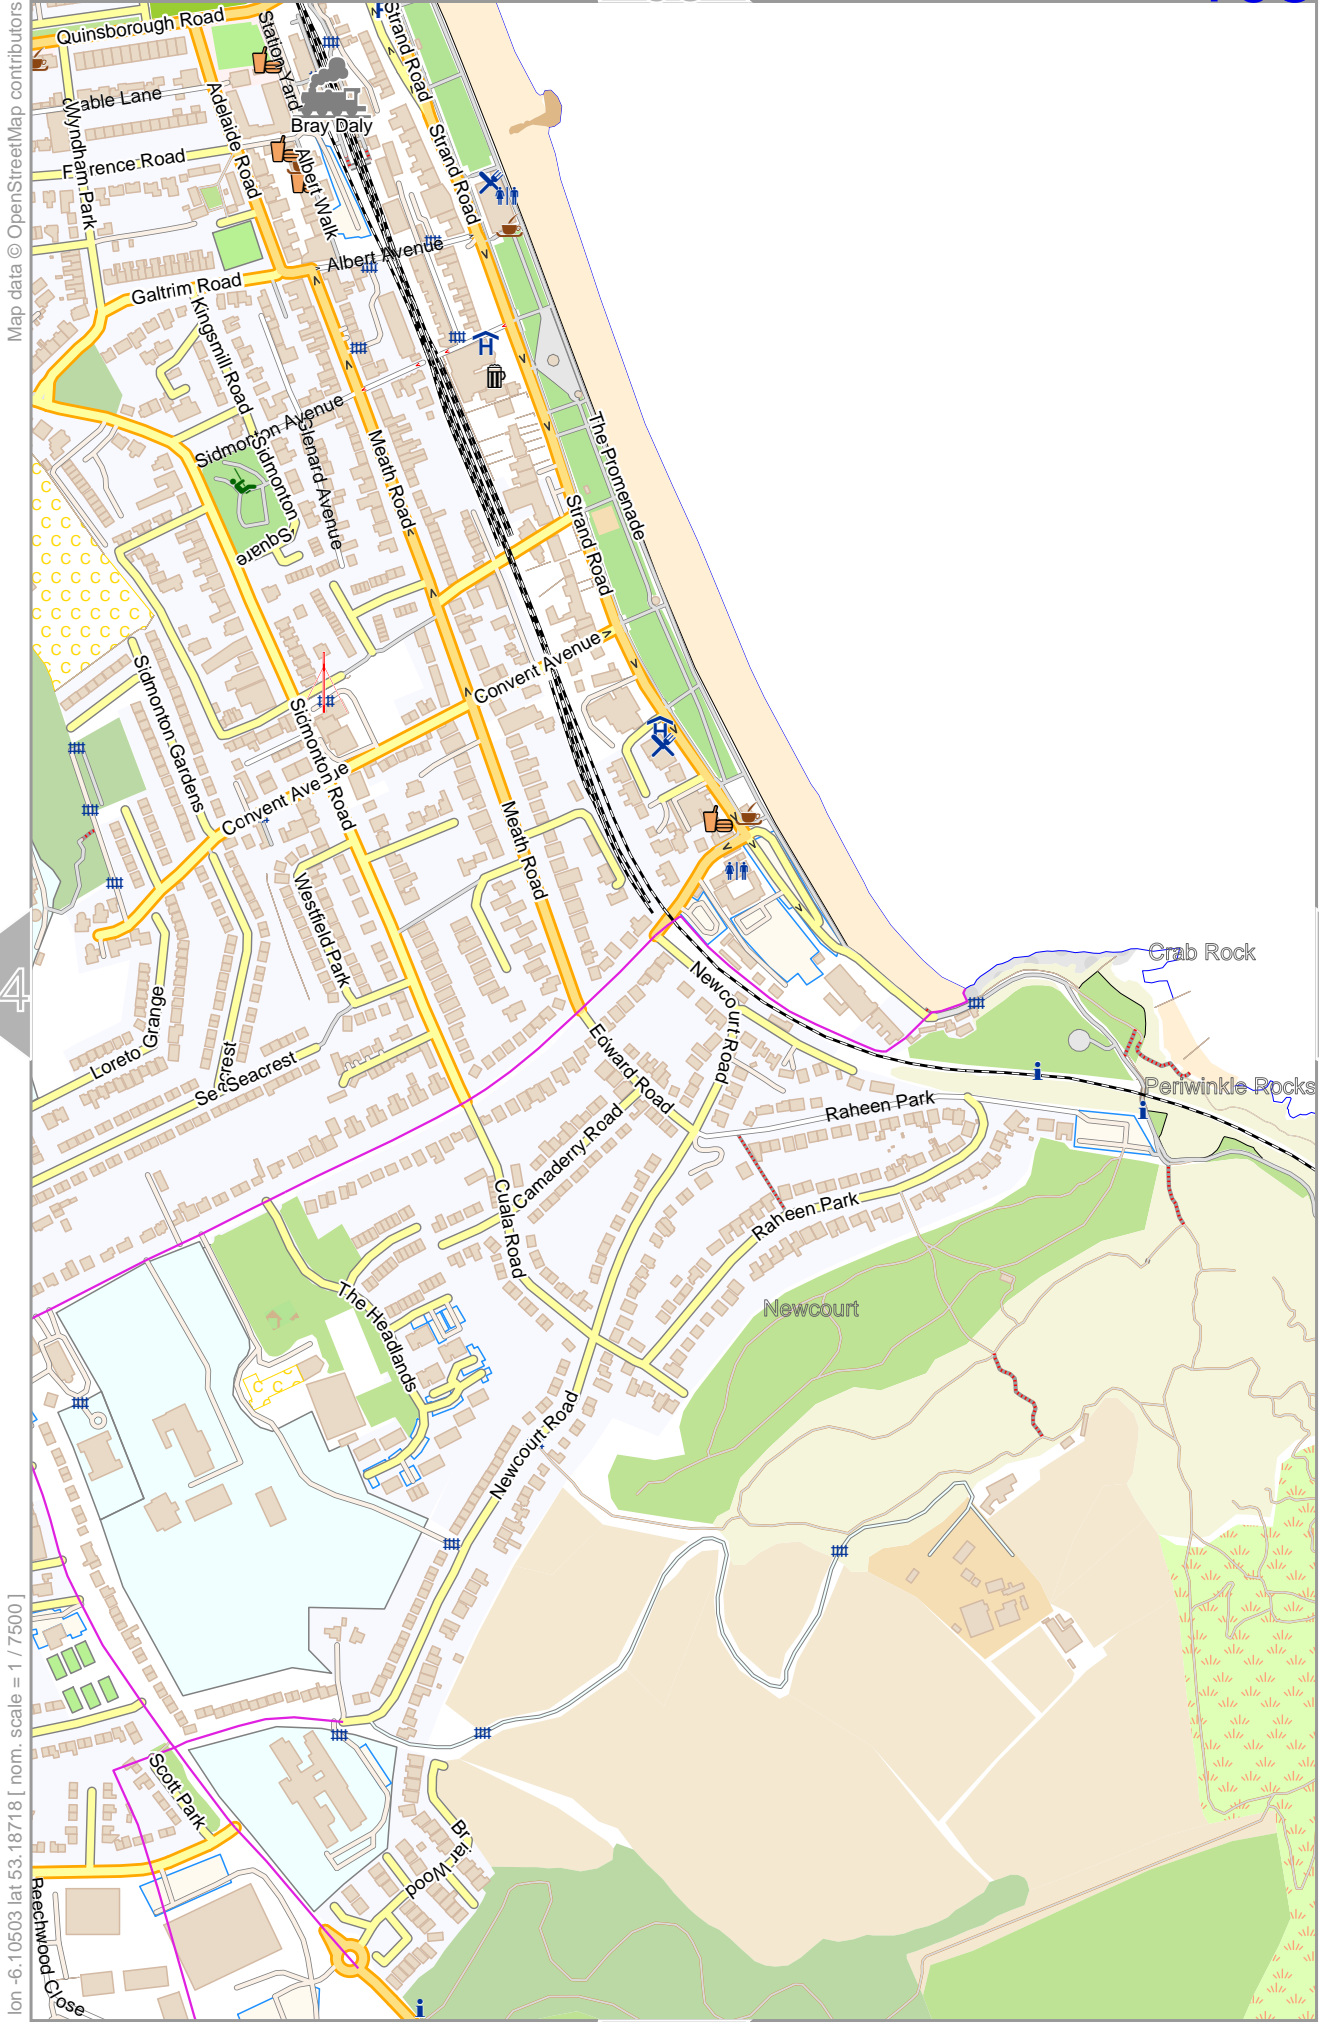 Map data © OpenStreetMap contributors
Quinsborough Road
Station Yard
Strand Road
Adelaide Road
Wyndham Park
Bray Daly
Strand Road
Albert Walk
Albert Avenue
Galtrim Road
Kingsmill Road
Sidmonton Avenue
Glenard Avenue
Sidmonton
Square
Meath Road
The Promenade
Strand Road
Convent Avenue
Sidmonton Gardens
Sidmonton Road
Convent Avenue
Meath Road
Westfield Park
Newcourt Road
Crab Rock
4
Loreto Grange
Seacrest
Seacrest
Edward Road
Periwinkle Rocks
Raheen Park
Camaderry Road
Cuala Road
Raheen Park
The Headlands
Newcourt
Newcourt Road
Scott Park
Briar Wood
Beechwood Close
lon -6.10503 lat 53.18718 [ nom. scale = 1 / 7500 ]